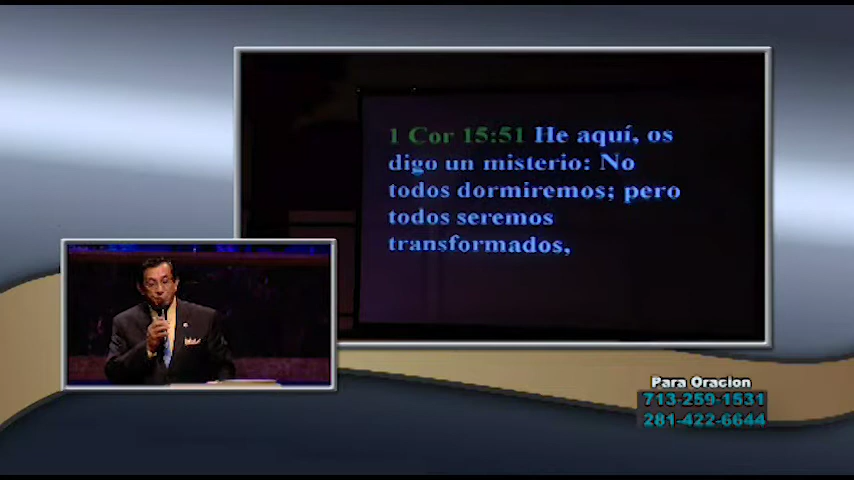 1 Cor 15:51 He aquí, os
digo un misterio: No
todos dormiremos; pero
todos seremos
transformados,
Para Oracion
713-259-1531
281-422-6644